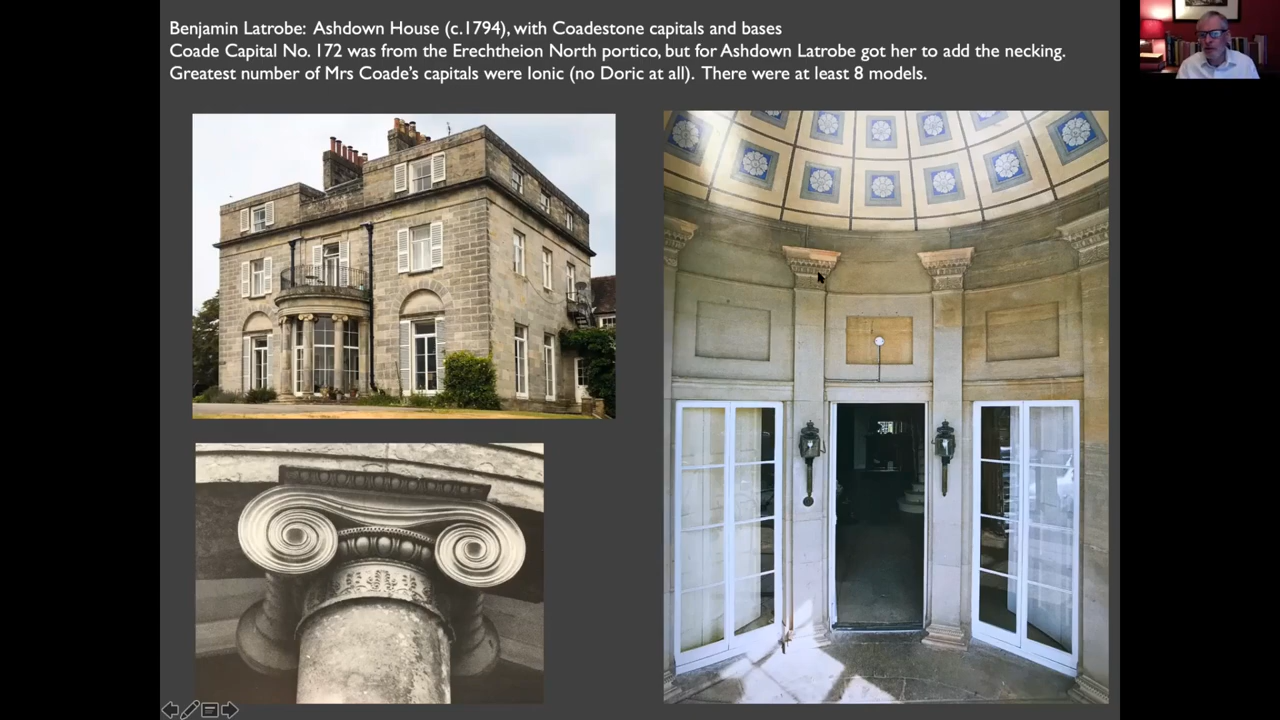 Benjamin Latrobe: Ashdown House (c.1794), with Coadestone capitals and bases
Coade Capital No. 172 was from the Erechtheion North portico, but for Ashdown Latrobe got her to add the necking.
Greatest number of Mrs Coade's capitals were Ionic (no Doric at all). There were at least 8 models.